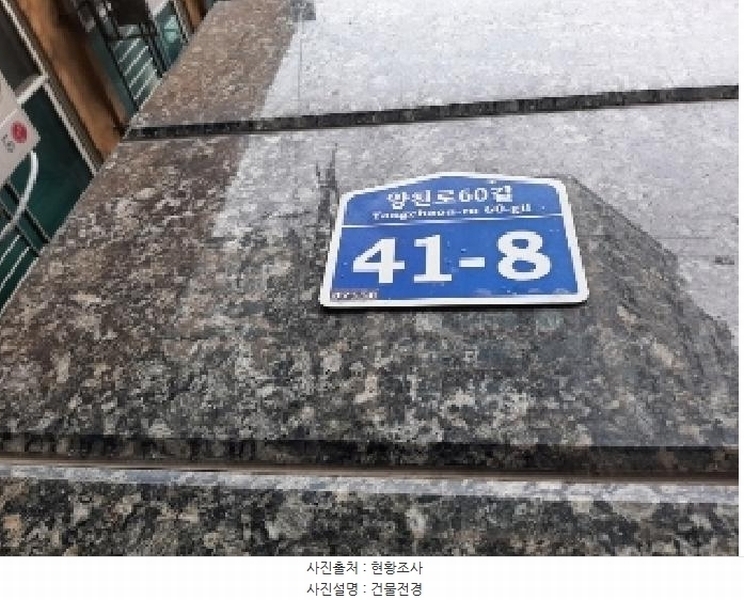 양천로60길
Yangcheon-ro 60-gil
41-8
사진출처 : 현황조사
사진설명 : 건물전경